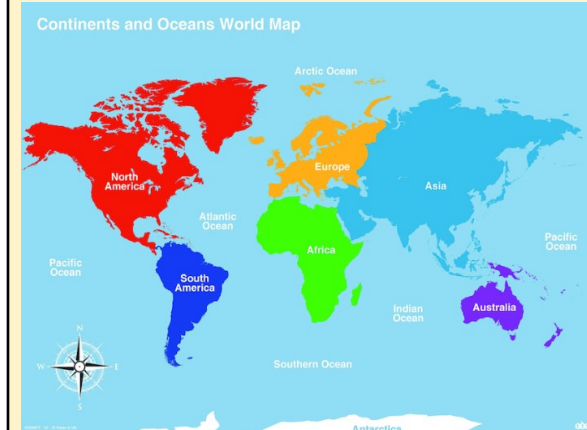 Continents and Oceans World Map
Arctic Ocean
North
America
Europe
Asia
Atlantic
Ocean
Africa
Pacific
Ocean
Pacific
Ocean
South
America
Indian
Ocean
Australia
N
W
E
S
Southern Ocean
Antarctica